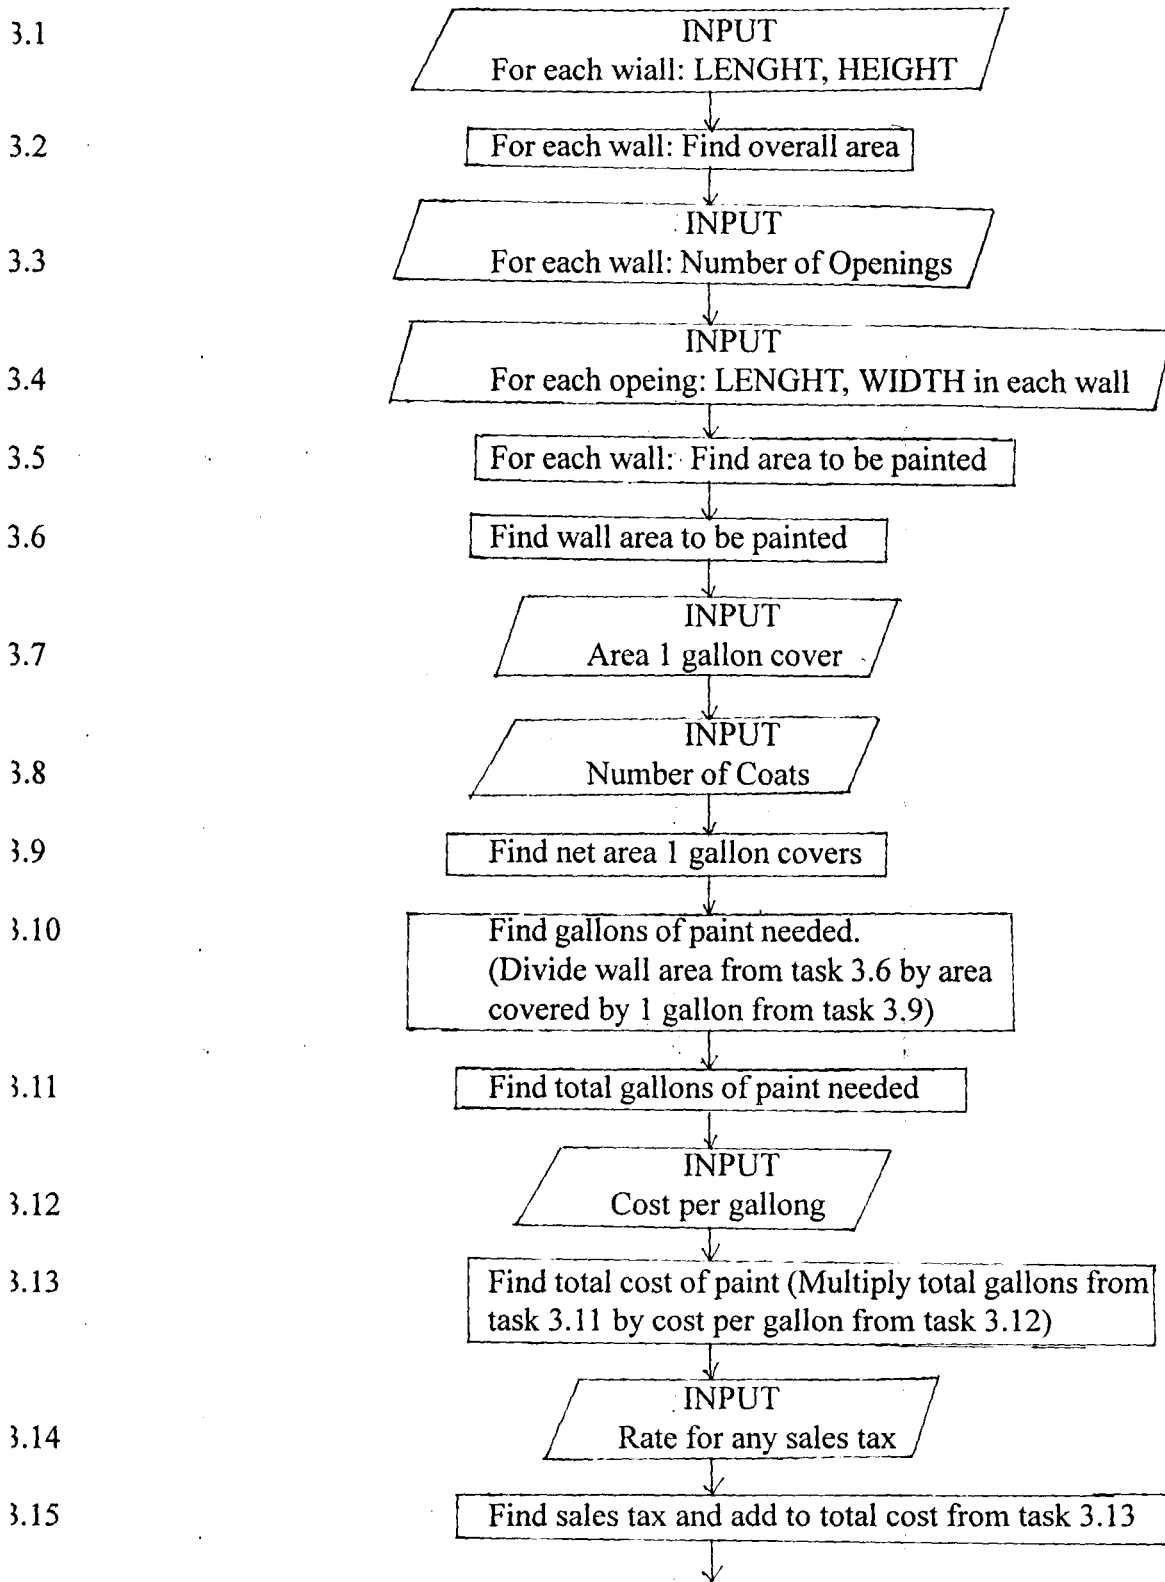 3.1
INPUT
For each wiall: LENGHT, HEIGHT
3.2
For each wall: Find overall area
INPUT
3.3
For each wall: Number of Openings
INPUT
3.4
For each opeing: LENGHT, WIDTH in each wall
3.5
For each wall: Find area to be painted
3.6
Find wall area to be painted
INPUT
3.7
Area 1 gallon cover
INPUT
3.8
Number of Coats
3.9
Find net area 1 gallon covers
3.10
Find gallons of paint needed.
(Divide wall area from task 3.6 by area
covered by 1 gallon from task 3.9)
3.11
Find total gallons of paint needed
INPUT
3.12
Cost per gallong
3.13
Find total cost of paint (Multiply total gallons from
task 3.11 by cost per gallon from task 3.12)
INPUT
3.14
Rate for any sales tax
3.15
Find sales tax and add to total cost from task 3.13